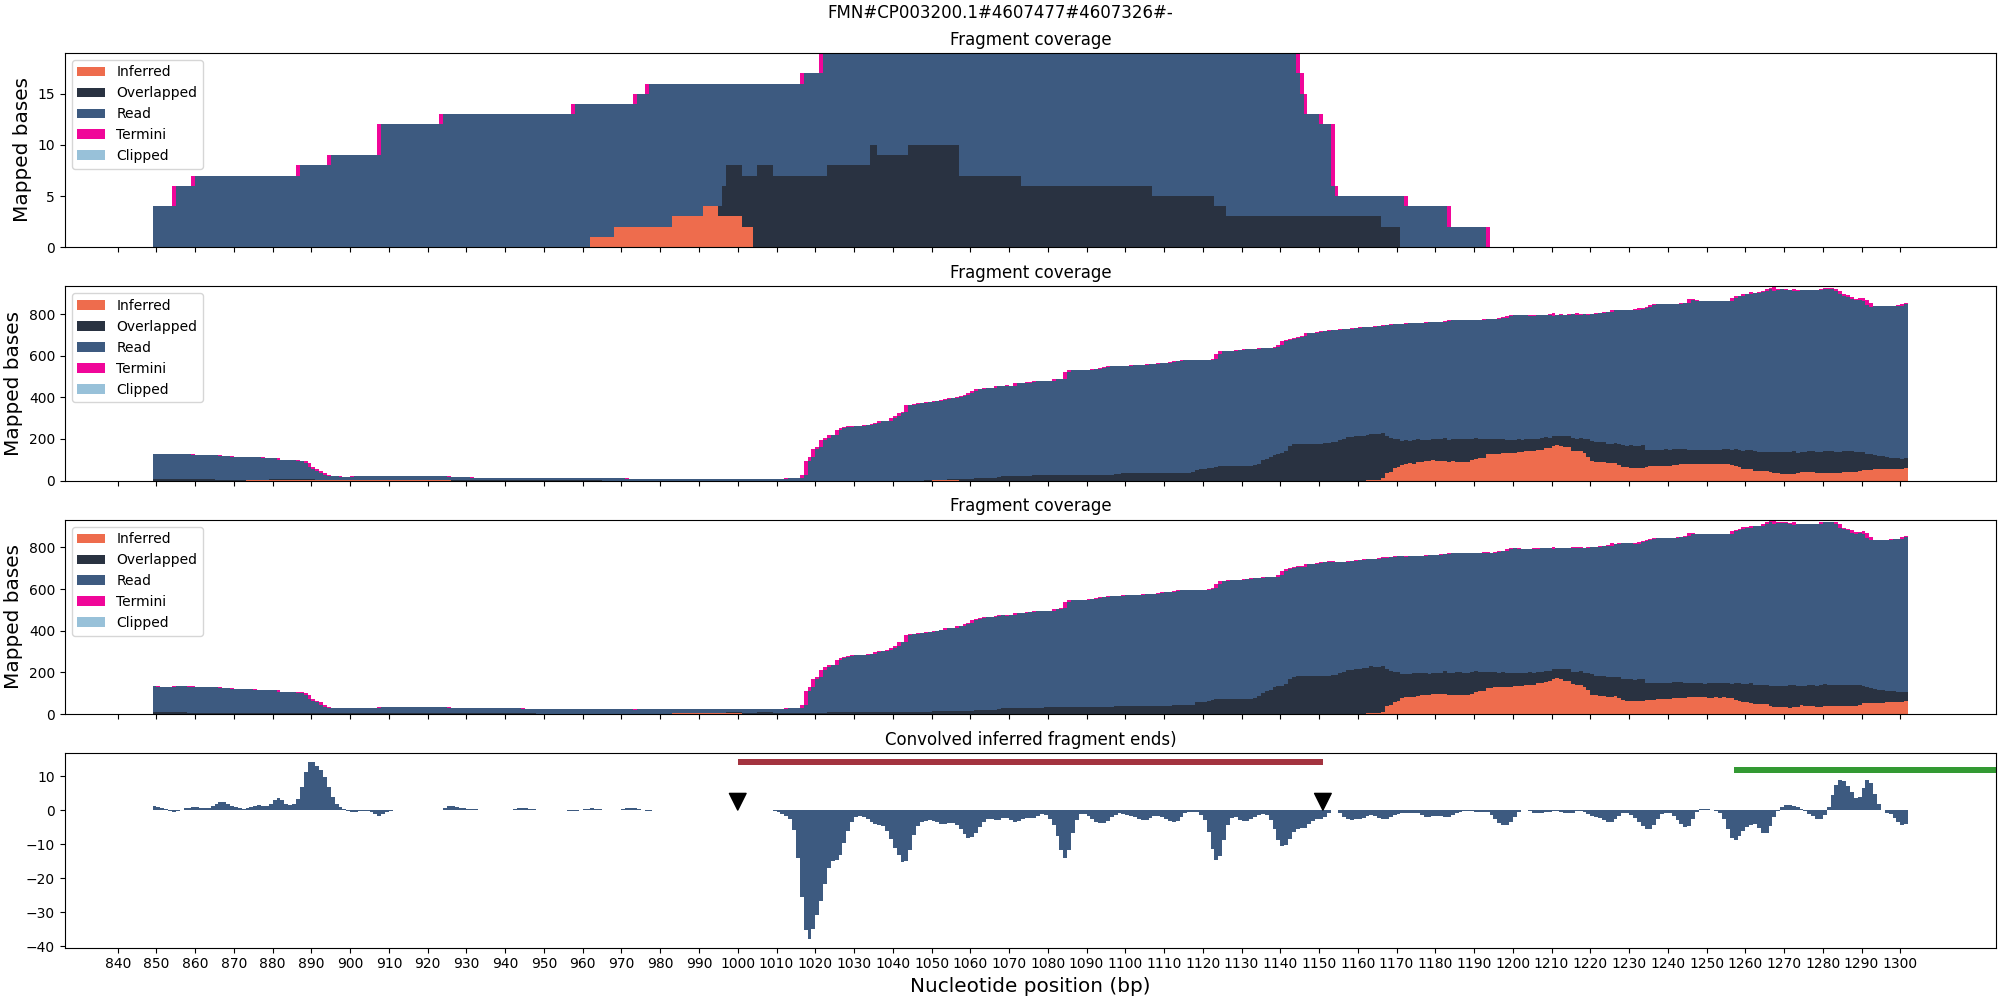 FMN#CP003200.1#4607477#4607326#-
Fragment coverage
Mapped bases
15
10
5
0
Inferred
Overlapped
Read
Termini
Clipped
Fragment coverage
Mapped bases
800
600
400
200
0
Inferred
Overlapped
Read
Termini
Clipped
Fragment coverage
Mapped bases
800
600
400
200
0
Inferred
Overlapped
Read
Termini
Clipped
Convolved inferred fragment ends)
10
0
−10
−20
−30
−40
840 850 860 870 880 890 900 910 920 930 940 950 960 970 980 990 1000 1010 1020 1030 1040 1050 1060 1070 1080 1090 1100 1110 1120 1130 1140 1150 1160 1170 1180 1190 1200 1210 1220 1230 1240 1250 1260 1270 1280 1290 1300
Nucleotide position (bp)